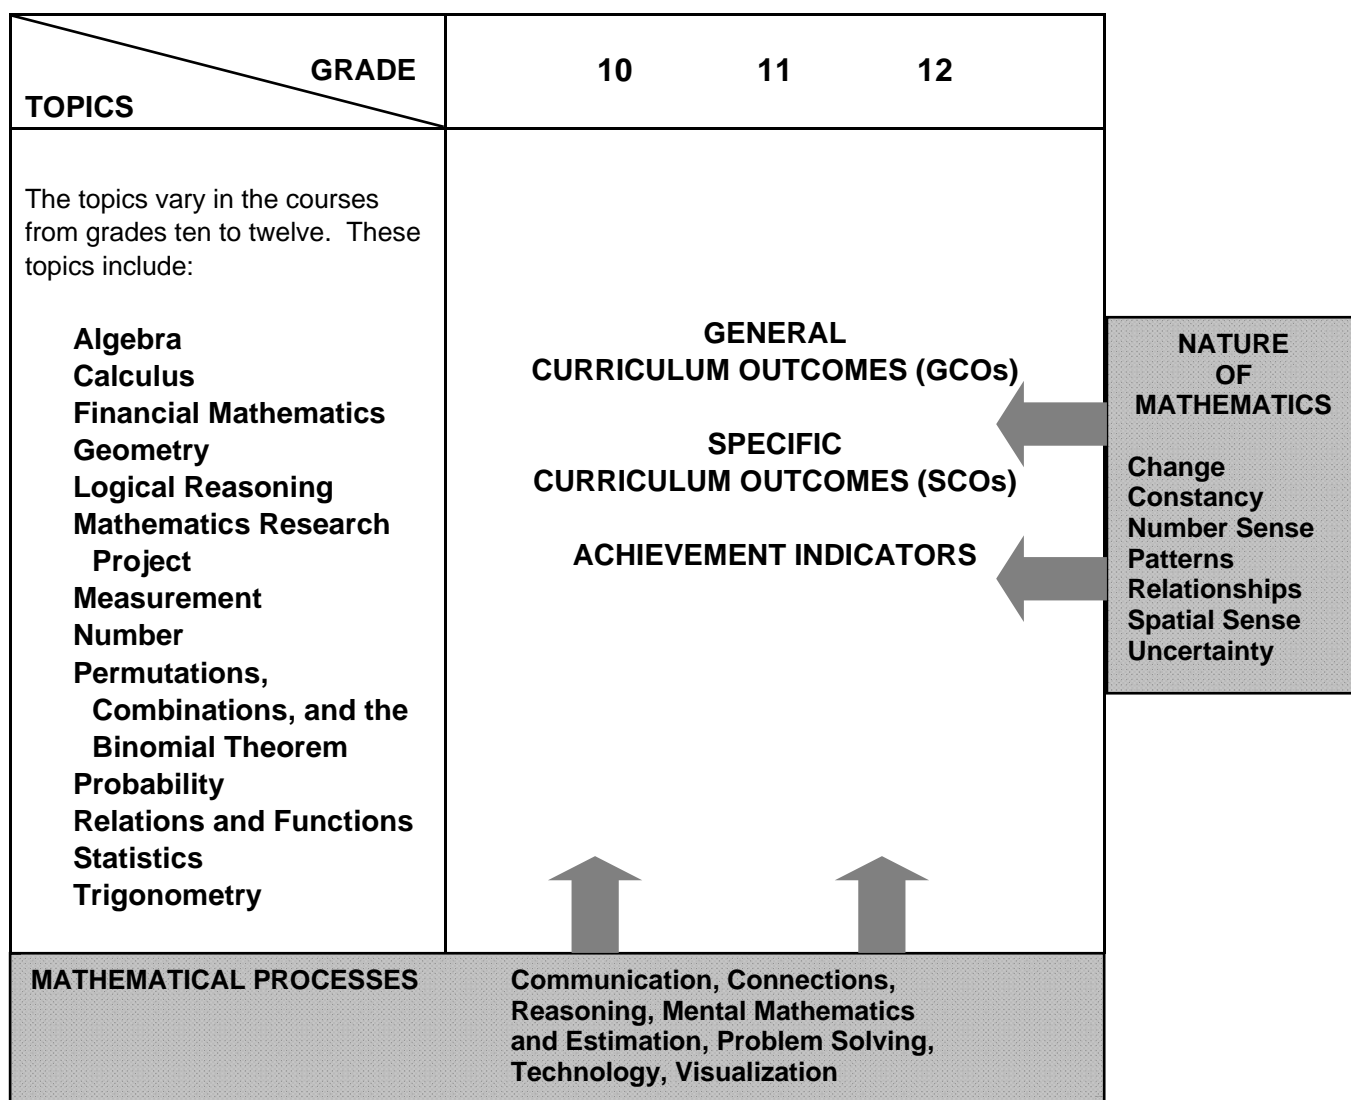 GRADE
TOPICS
10 11 12
The topics vary in the courses
from grades ten to twelve.  These
topics include:
Algebra
Calculus
Financial Mathematics
Geometry
Logical Reasoning
Mathematics Research
Project
Measurement
Number
Permutations,
Combinations, and the
Binomial Theorem
Probability
Relations and Functions
Statistics
Trigonometry
GENERAL
CURRICULUM OUTCOMES (GCOs)
SPECIFIC
CURRICULUM OUTCOMES (SCOs)
ACHIEVEMENT INDICATORS
NATURE
OF
MATHEMATICS
Change
Constancy
Number Sense
Patterns
Relationships
Spatial Sense
Uncertainty
MATHEMATICAL PROCESSES
Communication, Connections,
Reasoning, Mental Mathematics
and Estimation, Problem Solving,
Technology, Visualization